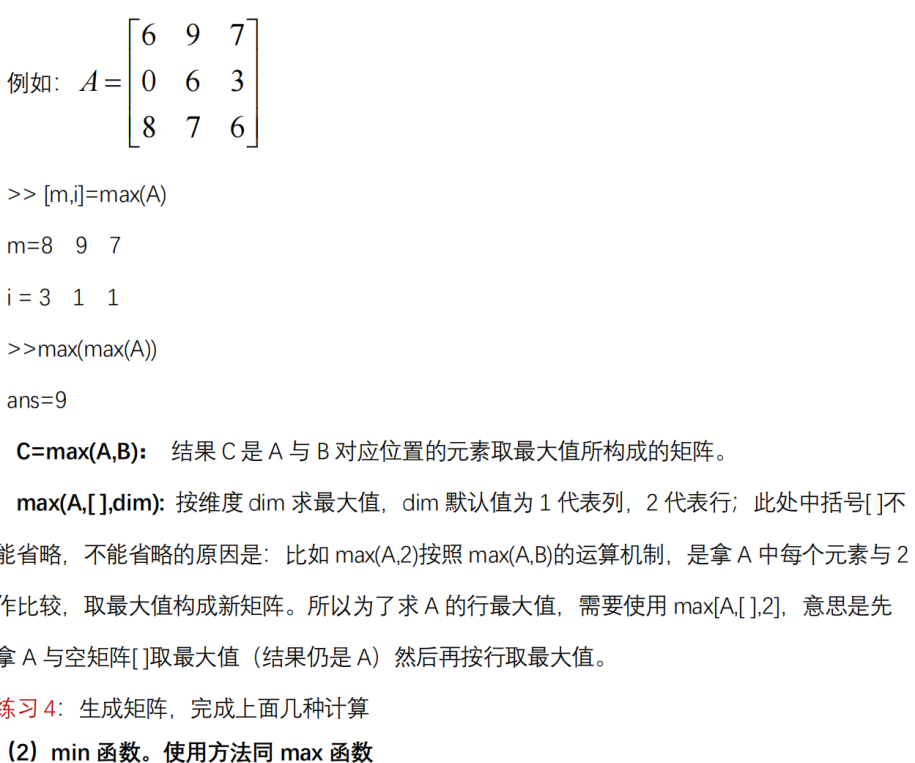 例如： A = [6 9 7
0 6 3
8 7 6]
>> [m,i]=max(A)
m=8 9 7
i = 3 1 1
>>max(max(A))
ans=9
C=max(A,B)： 结果 C 是 A 与 B 对应位置的元素取最大值所构成的矩阵。
max(A,[ ],dim): 按维度 dim 求最大值，dim 默认值为 1 代表列，2 代表行；此处中括号[ ]不
能省略，不能省略的原因是：比如 max(A,2)按照 max(A,B)的运算机制，是拿 A 中每个元素与 2
作比较，取最大值构成新矩阵。所以为了求 A 的行最大值，需要使用 max[A,[ ],2]，意思是先
拿 A 与空矩阵[ ]取最大值（结果仍是 A）然后再按行取最大值。
练习 4：生成矩阵，完成上面几种计算
（2）min 函数。使用方法同 max 函数